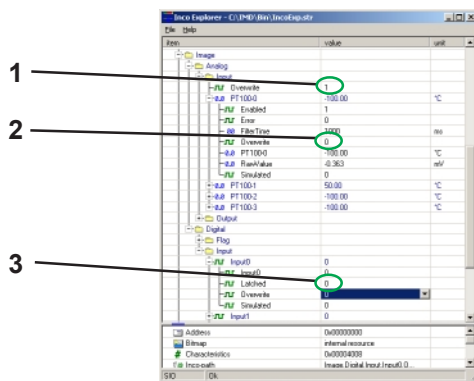 Inco Explorer - C:\IMD\Bin\IncoExp.str
File Help
item value unit
Image
Analog
Input
1 Overwrite 1
PT100-0 -100.00 °C
Enabled 1
Error 0
FilterTime 1000 ms
2 Overwrite 0
PT100-0 -100.00 °C
RawValue -0.363 mV
Simulated 0
PT100-1 50.00 °C
PT100-2 -100.00 °C
PT100-3 -100.00 °C
Output
Digital
Flag
Input
Input0 0
Input0 0
3 Latched 0
Overwrite 0
Simulated 0
Input1 0
Address 0x00000000
Bitmap internal resource
Characteristics 0x00004008
Inco-path Image.Digital.Input.Input0.O...
SIO Ok